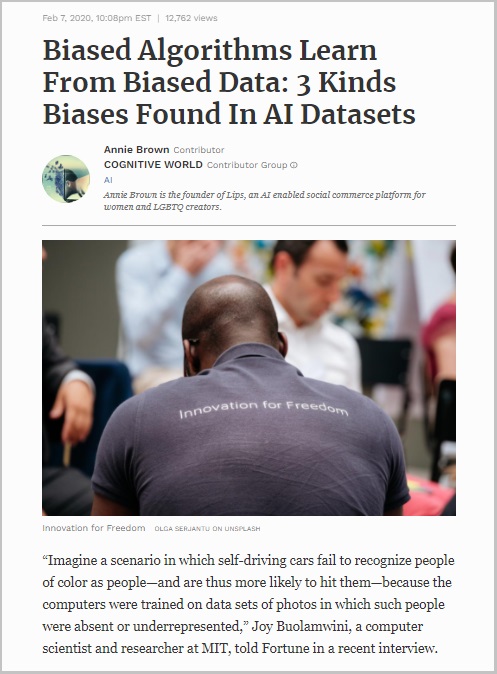 Feb 7, 2020, 10:08pm EST | 12,762 views
Biased Algorithms Learn
From Biased Data: 3 Kinds
Biases Found In AI Datasets
Annie Brown Contributor
COGNITIVE WORLD Contributor Group
AI
Annie Brown is the founder of Lips, an AI enabled social commerce platform for
women and LGBTQ creators.
Innovation for Freedom
Innovation for Freedom OLGA SERJANTU ON UNSPLASH
“Imagine a scenario in which self-driving cars fail to recognize people
of color as people—and are thus more likely to hit them—because the
computers were trained on data sets of photos in which such people
were absent or underrepresented,” Joy Buolamwini, a computer
scientist and researcher at MIT, told Fortune in a recent interview.